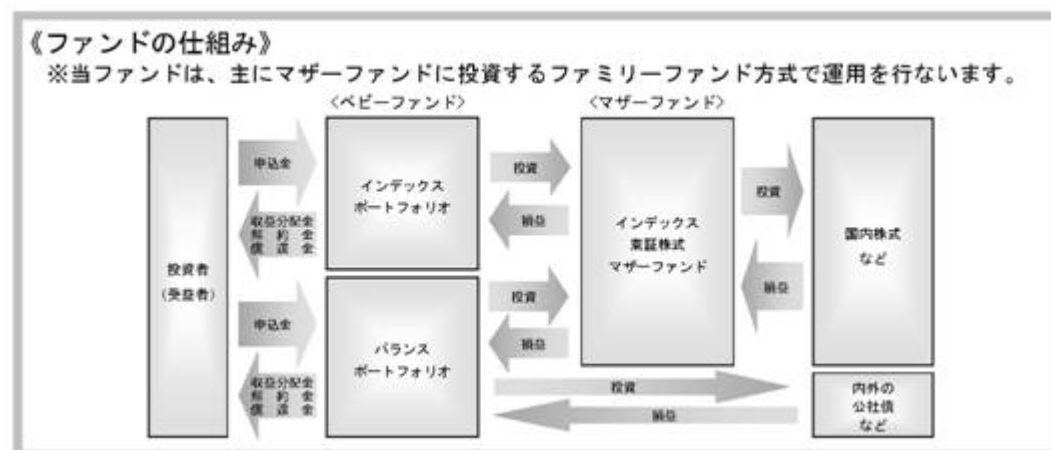 《ファンドの仕組み》
※当ファンドは、主にマザーファンドに投資するファミリーファンド方式で運用を行ないます。
〈ベビーファンド〉
〈マザーファンド〉
投資者
(受益者)
申込金
収益分配金
解約金
償還金
インデックス
ポートフォリオ
投資
損益
申込金
収益分配金
解約金
償還金
バランス
ポートフォリオ
投資
損益
インデックス
東証株式
マザーファンド
投資
損益
国内株式
など
投資
損益
内外の
公社債
など